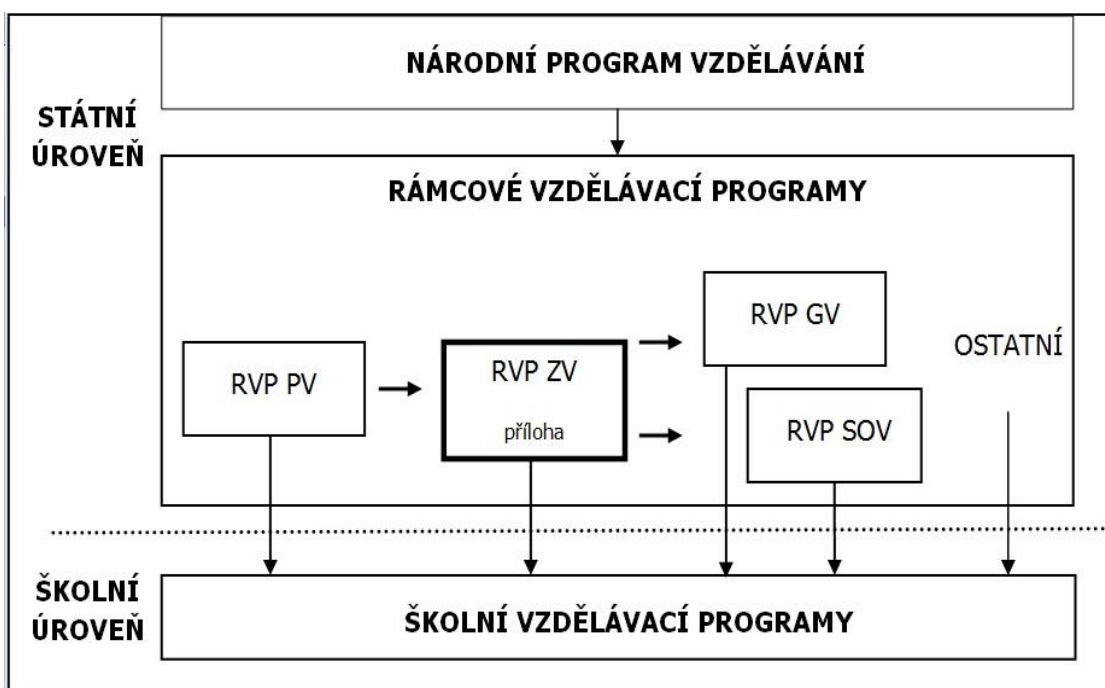 NÁRODNÍ PROGRAM VZDĚLÁVÁNÍ
STÁTNÍ
ÚROVEŇ
RÁMCOVÉ VZDĚLÁVACÍ PROGRAMY
RVP PV
RVP ZV
příloha
RVP GV
RVP SOV
OSTATNÍ
ŠKOLNÍ
ÚROVEŇ
ŠKOLNÍ VZDĚLÁVACÍ PROGRAMY